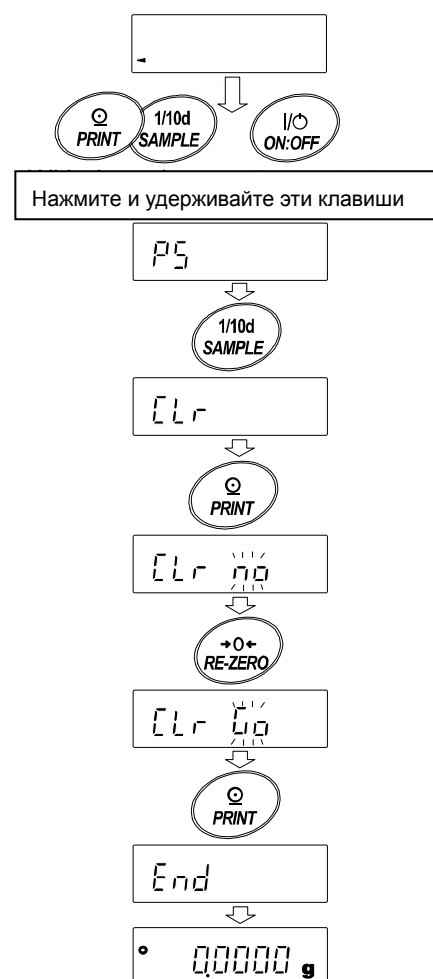 1/10d
PRINT SAMPLE ON:OFF
Нажмите и удерживайте эти клавиши
PS
1/10d
SAMPLE
CLr
PRINT
CLr no
→0←
RE-ZERO
CLr Go
PRINT
End
0.0000 g